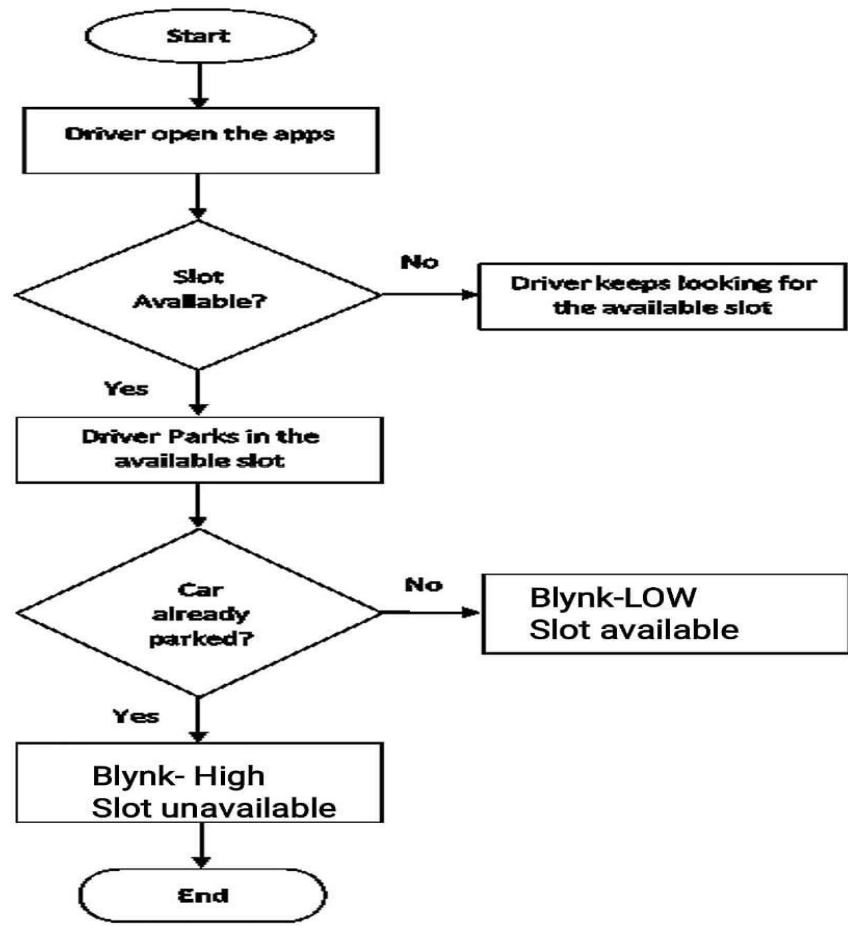 Start
Driver open the apps
Slot
Available?
No
Driver keeps looking for
the available slot
Yes
Driver Parks in the
available slot
Car
already
parked?
No
Blynk-LOW
Slot available
Yes
Blynk- High
Slot unavailable
End